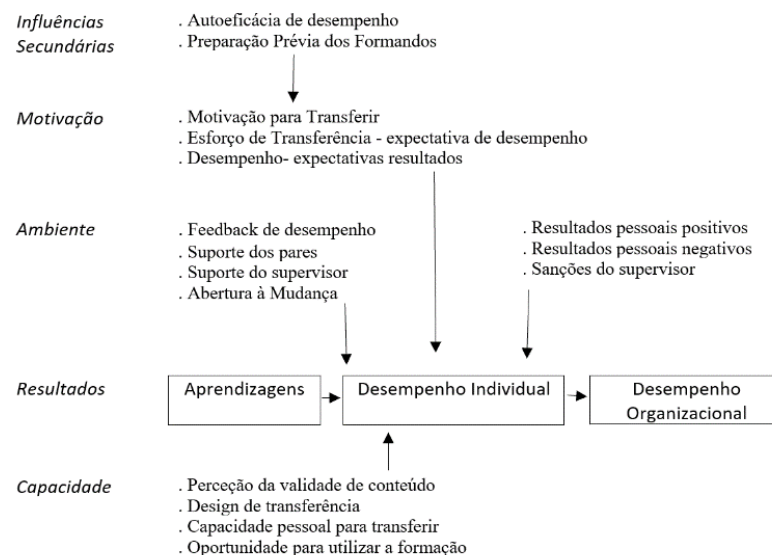 Influências
Secundárias
. Autoeficácia de desempenho
. Preparação Prévia dos Formandos
Motivação
. Motivação para Transferir
. Esforço de Transferência - expectativa de desempenho
. Desempenho- expectativas resultados
Ambiente
. Feedback de desempenho
. Suporte dos pares
. Suporte do supervisor
. Abertura à Mudança
. Resultados pessoais positivos
. Resultados pessoais negativos
. Sanções do supervisor
Resultados
Aprendizagens
Desempenho Individual
Desempenho
Organizacional
Capacidade
. Perceção da validade de conteúdo
. Design de transferência
. Capacidade pessoal para transferir
. Oportunidade para utilizar a formação